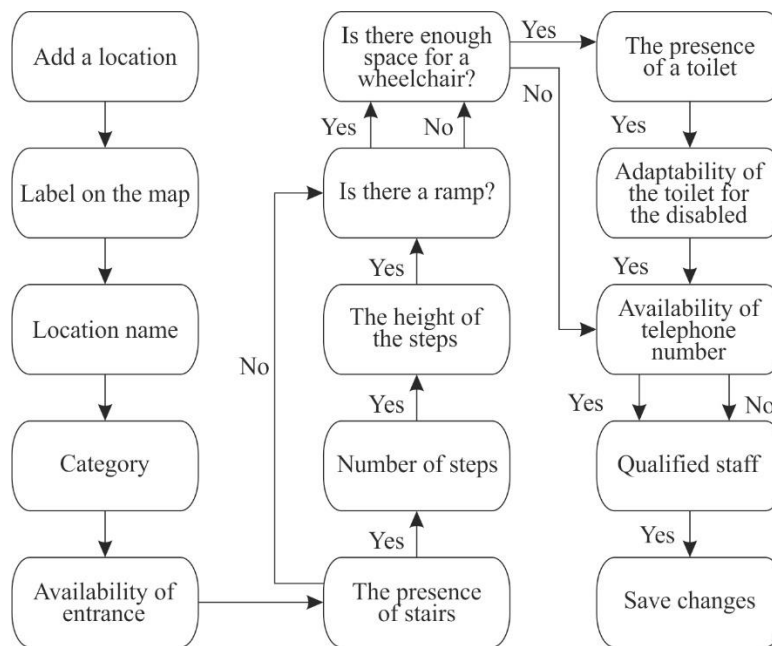 Add a location
Label on the map
Location name
Category
Availability of
entrance
Is there enough
space for a
wheelchair?
Yes
No
Yes
No
Is there a ramp?
Yes
The height of
the steps
No
Yes
Number of steps
Yes
The presence
of stairs
The presence
of a toilet
Yes
Adaptability of
the toilet for
the disabled
Yes
Availability of
telephone
number
Yes
No
Qualified staff
Yes
Save changes